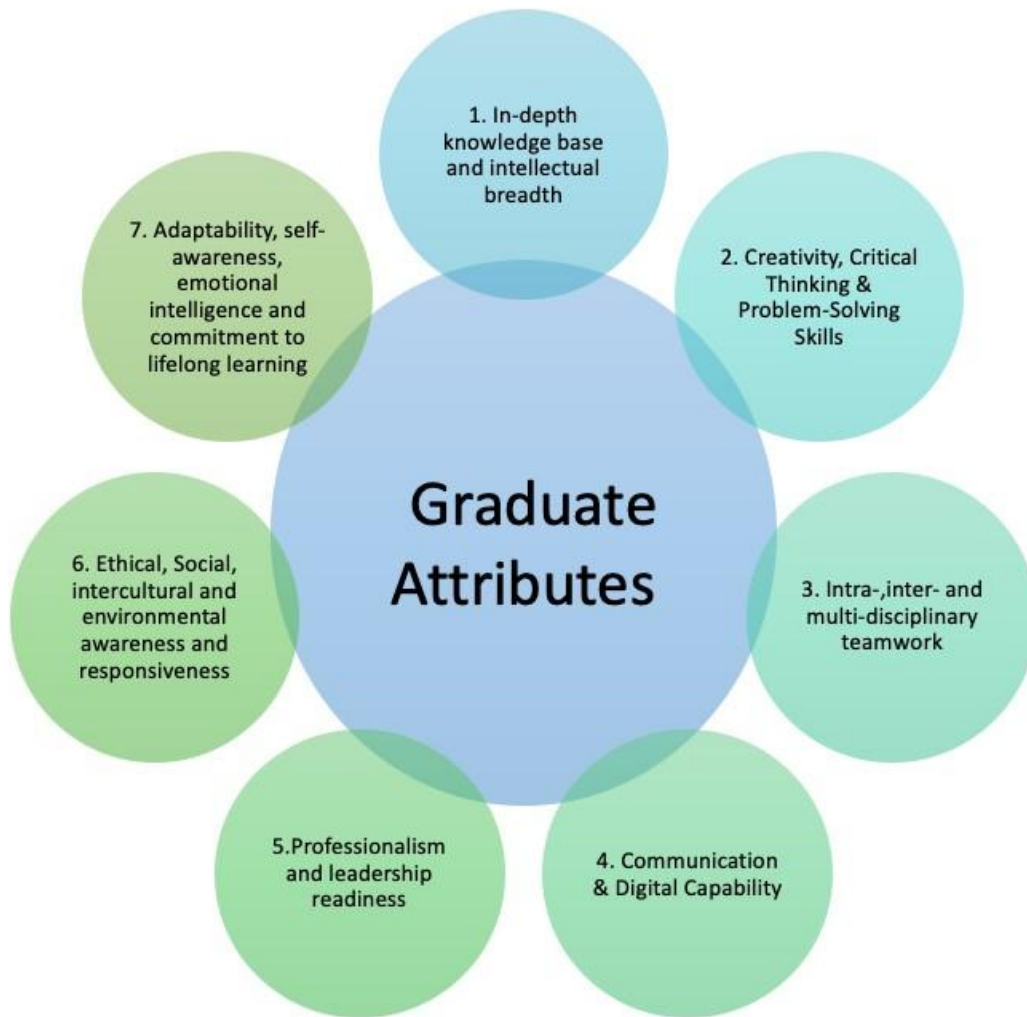 1. In-depth
knowledge base
and intellectual
breadth
2. Creativity, Critical
Thinking &
Problem-Solving
Skills
3. Intra-,inter- and
multi-disciplinary
teamwork
4. Communication
& Digital Capability
5.Professionalism
and leadership
readiness
6. Ethical, Social,
intercultural and
environmental
awareness and
responsiveness
7. Adaptability, self-
awareness,
emotional
intelligence and
commitment to
lifelong learning
Graduate
Attributes